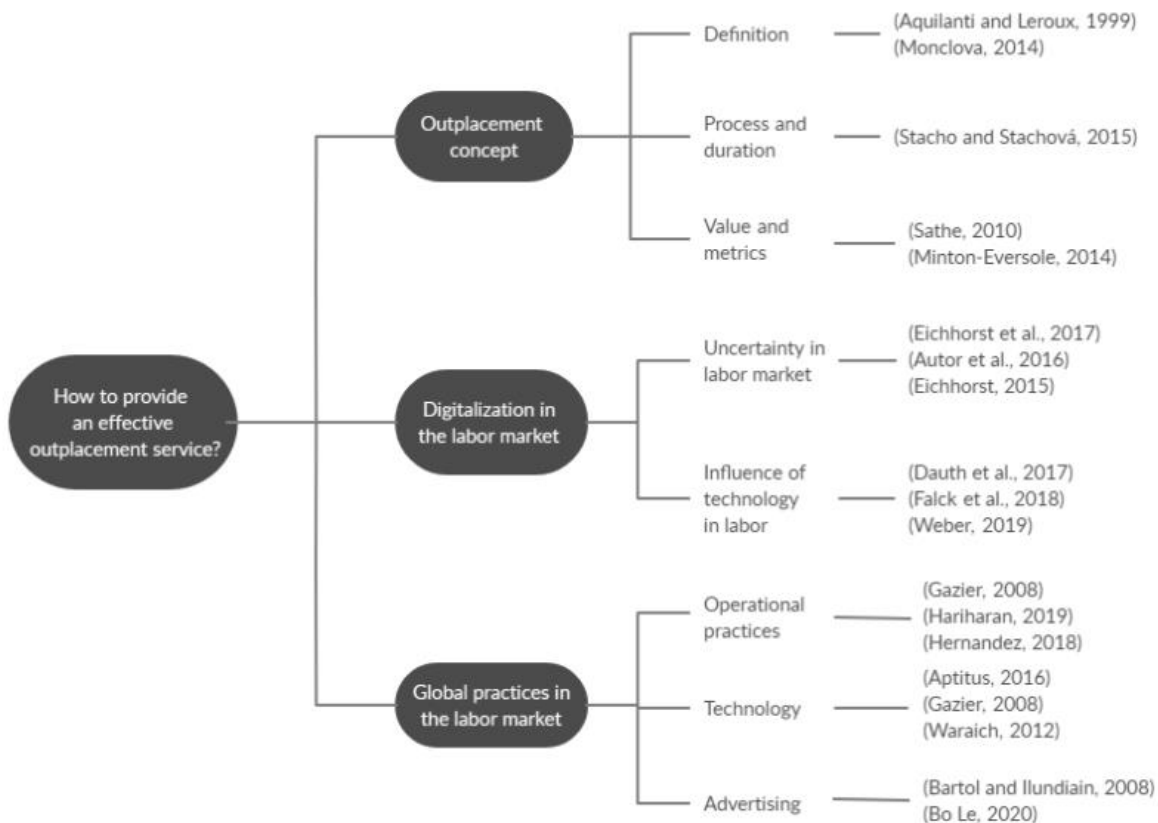 How to provide
an effective
outplacement service?
Outplacement
concept
Definition
(Aquilanti and Leroux, 1999)
(Monclova, 2014)
Process and
duration
(Stacho and Stachová, 2015)
Value and
metrics
(Sathe, 2010)
(Minton-Eversole, 2014)
Digitalization in
the labor market
Uncertainty in
labor market
(Eichhorst et al., 2017)
(Autor et al., 2016)
(Eichhorst, 2015)
Influence of
technology
in labor
(Dauth et al., 2017)
(Falck et al., 2018)
(Weber, 2019)
Global practices in
the labor market
Operational
practices
(Gazier, 2008)
(Hariharan, 2019)
(Hernandez, 2018)
Technology
(Aptitus, 2016)
(Gazier, 2008)
(Waraich, 2012)
Advertising
(Bartol and Ilundiain, 2008)
(Bo Le, 2020)